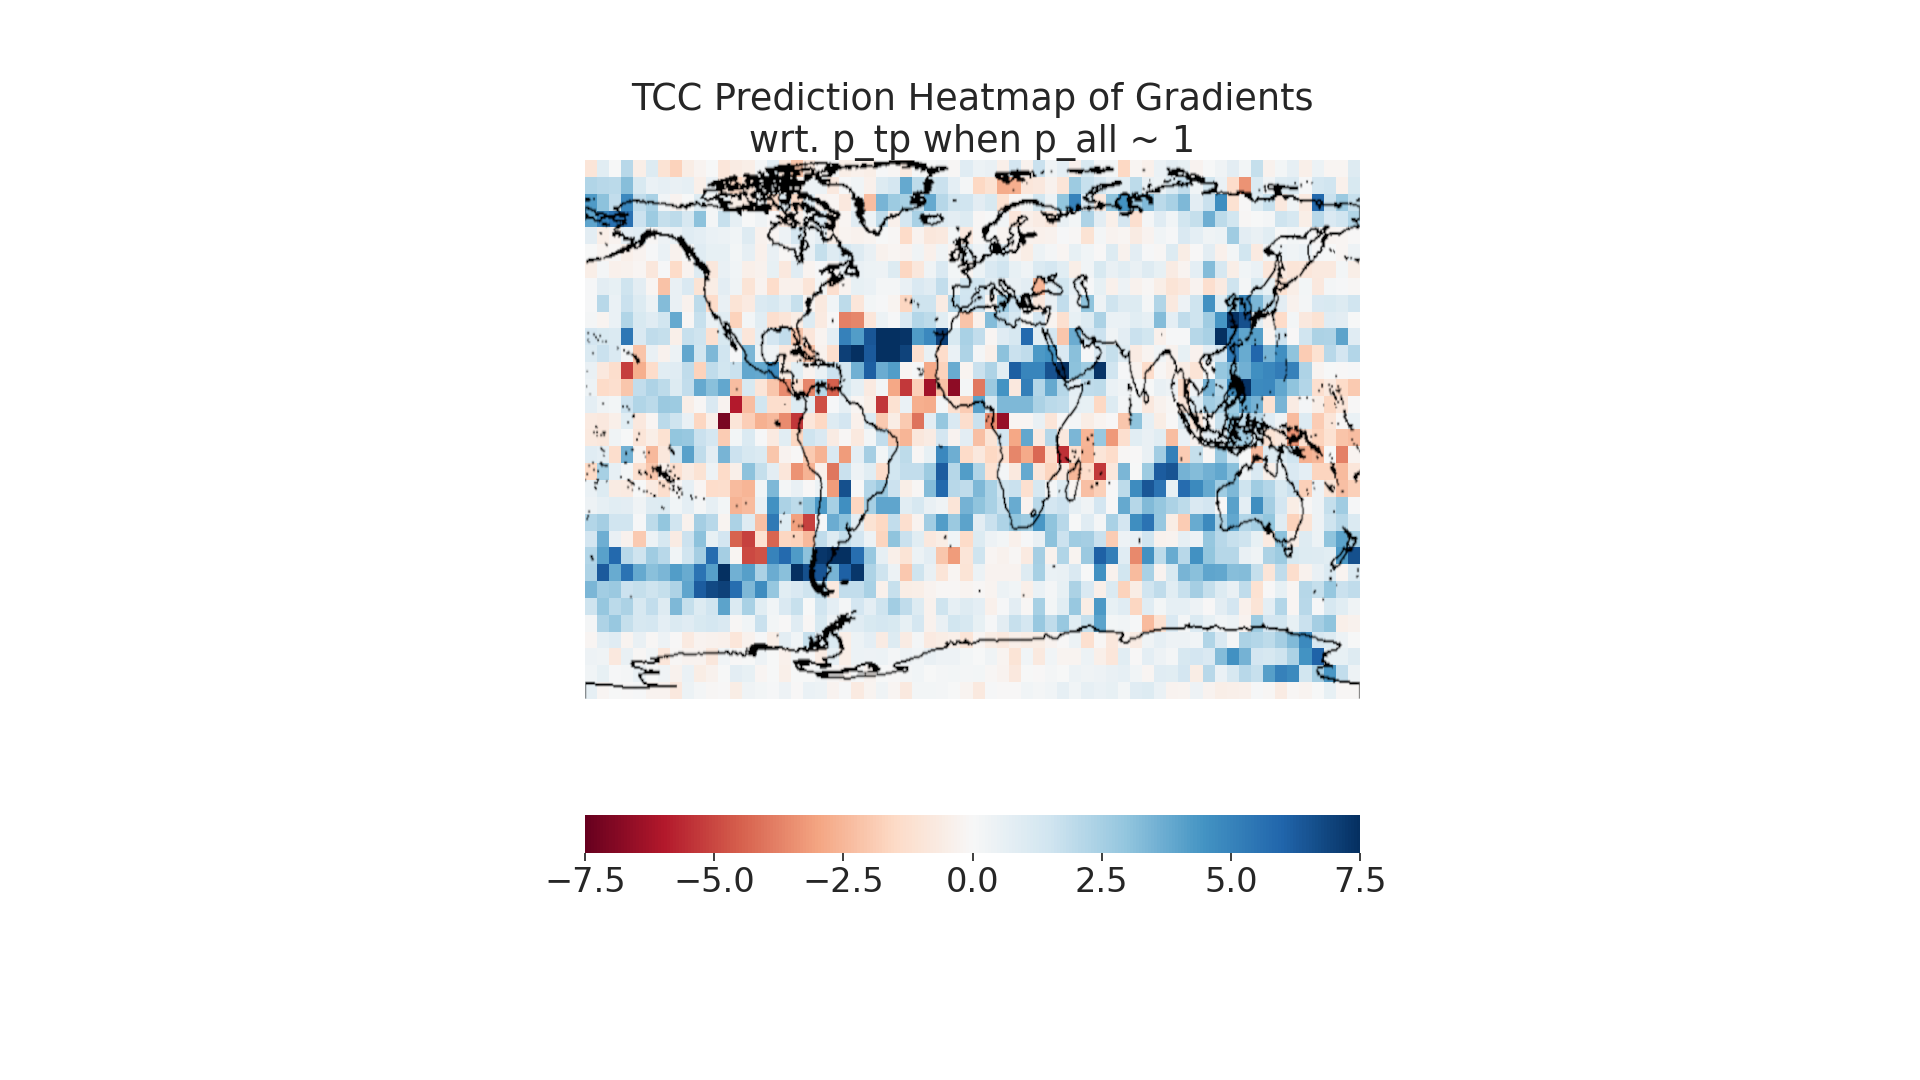 TCC Prediction Heatmap of Gradients
wrt. p_tp when p_all ~ 1
−7.5 −5.0 −2.5 0.0 2.5 5.0 7.5